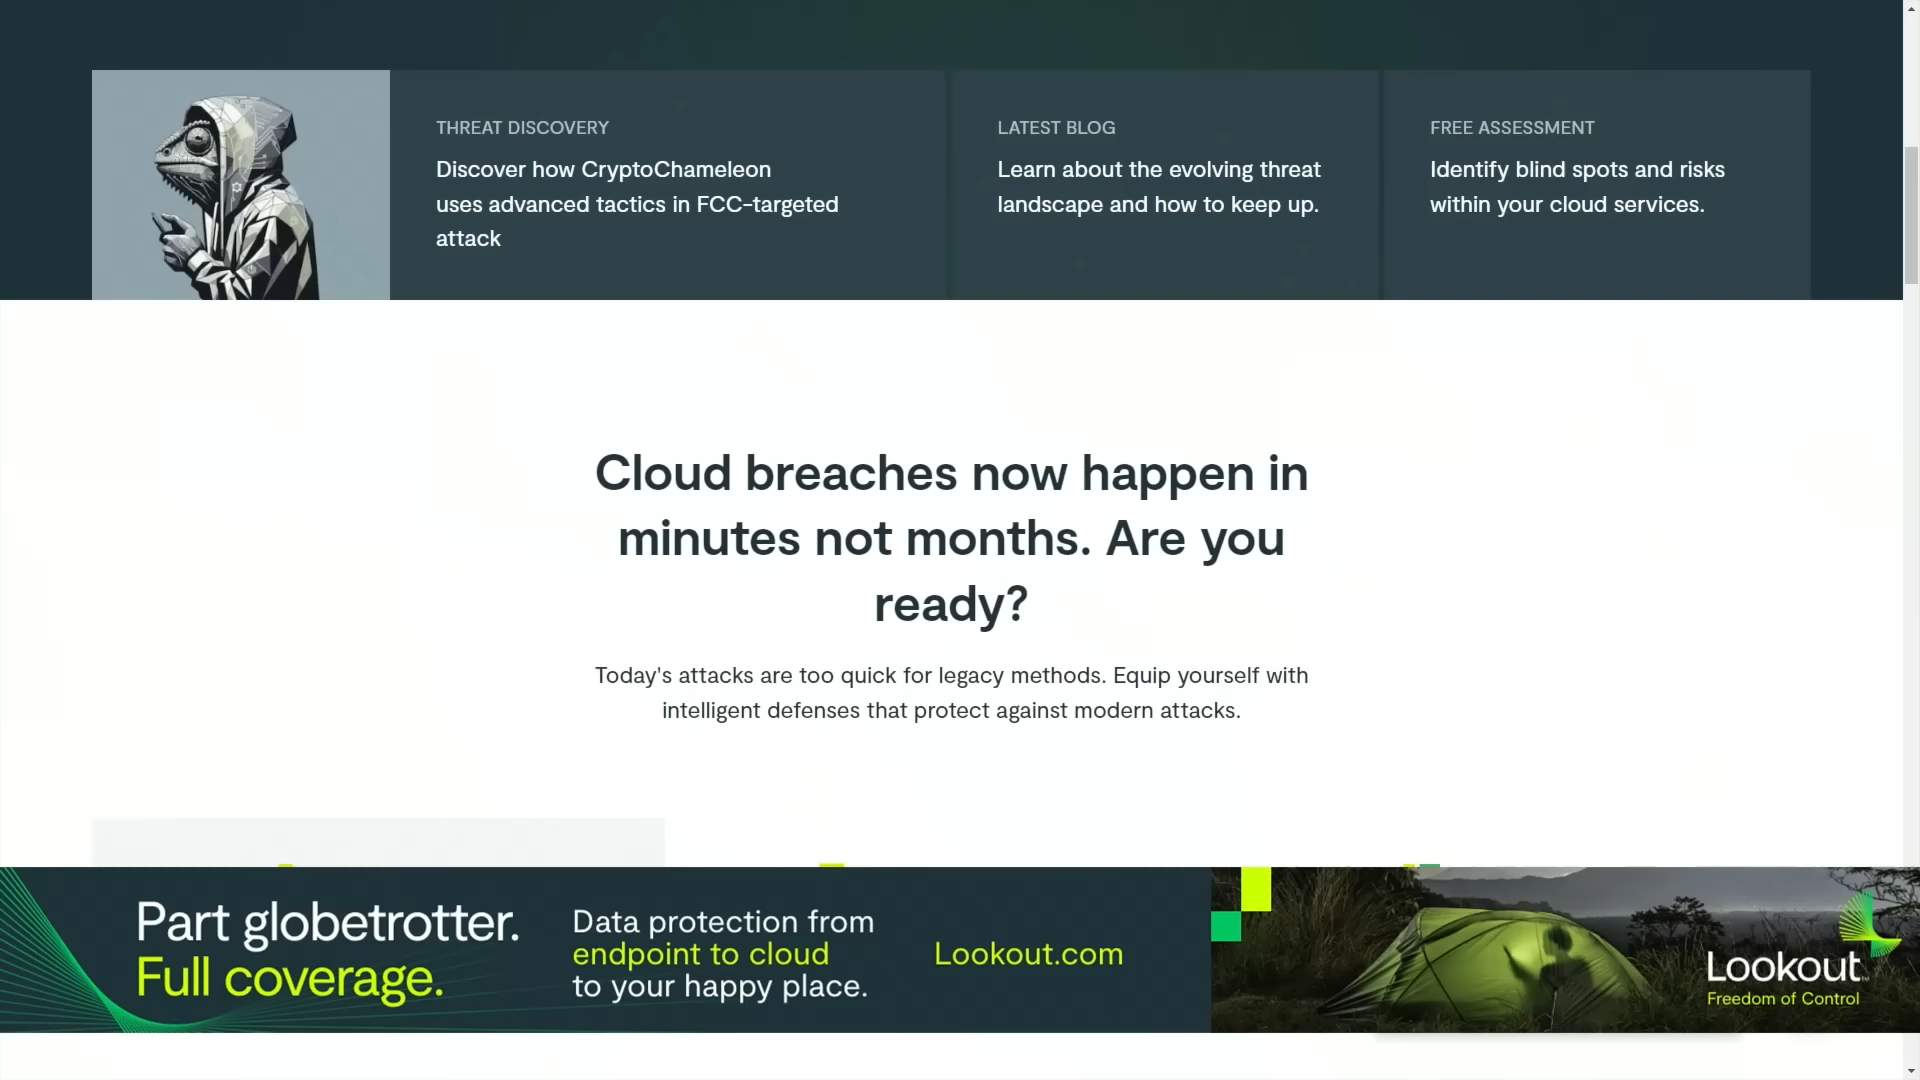 THREAT DISCOVERY
Discover how CryptoChameleon
uses advanced tactics in FCC-targeted
attack
LATEST BLOG
Learn about the evolving threat
landscape and how to keep up.
FREE ASSESSMENT
Identify blind spots and risks
within your cloud services.
Cloud breaches now happen in
minutes not months. Are you
ready?
Today's attacks are too quick for legacy methods. Equip yourself with
intelligent defenses that protect against modern attacks.
Part globetrotter.
Full coverage.
Data protection from
endpoint to cloud
to your happy place.
Lookout.com
Lookout™
Freedom of Control